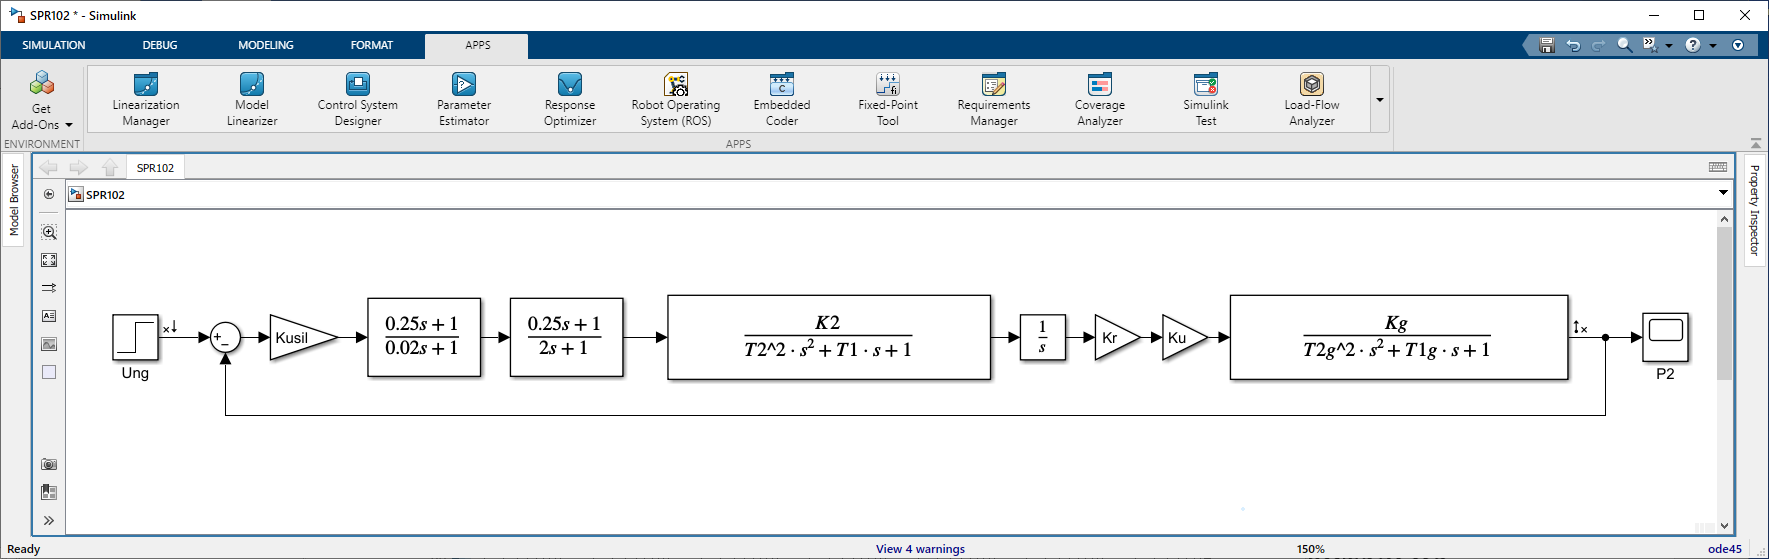 SPR102 * - Simulink
SIMULATION DEBUG MODELING FORMAT APPS
Get Add-Ons
Linearization Manager
Model Linearizer
Control System Designer
Parameter Estimator
Response Optimizer
Robot Operating System (ROS)
Embedded Coder
Fixed-Point Tool
Requirements Manager
Coverage Analyzer
Simulink Test
Load-Flow Analyzer
ENVIRONMENT APPS
Model Browser
SPR102
SPR102
Property Inspector
Ung
+
−
Kusil
0.25s + 1
0.02s + 1
0.25s + 1
2s + 1
K2
T2^2 · s² + T1 · s + 1
1
s
Kr
Ku
Kg
T2g^2 · s² + T1g · s + 1
P2
Ready View 4 warnings 150% ode45